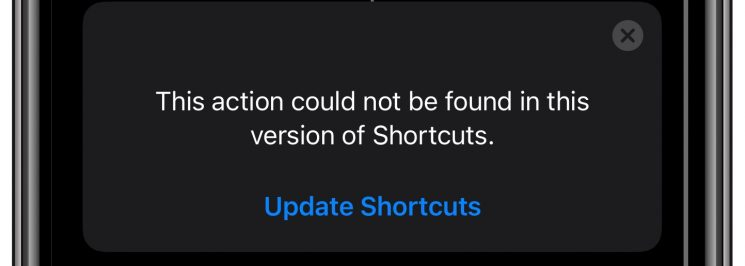 This action could not be found in this
version of Shortcuts.
Update Shortcuts